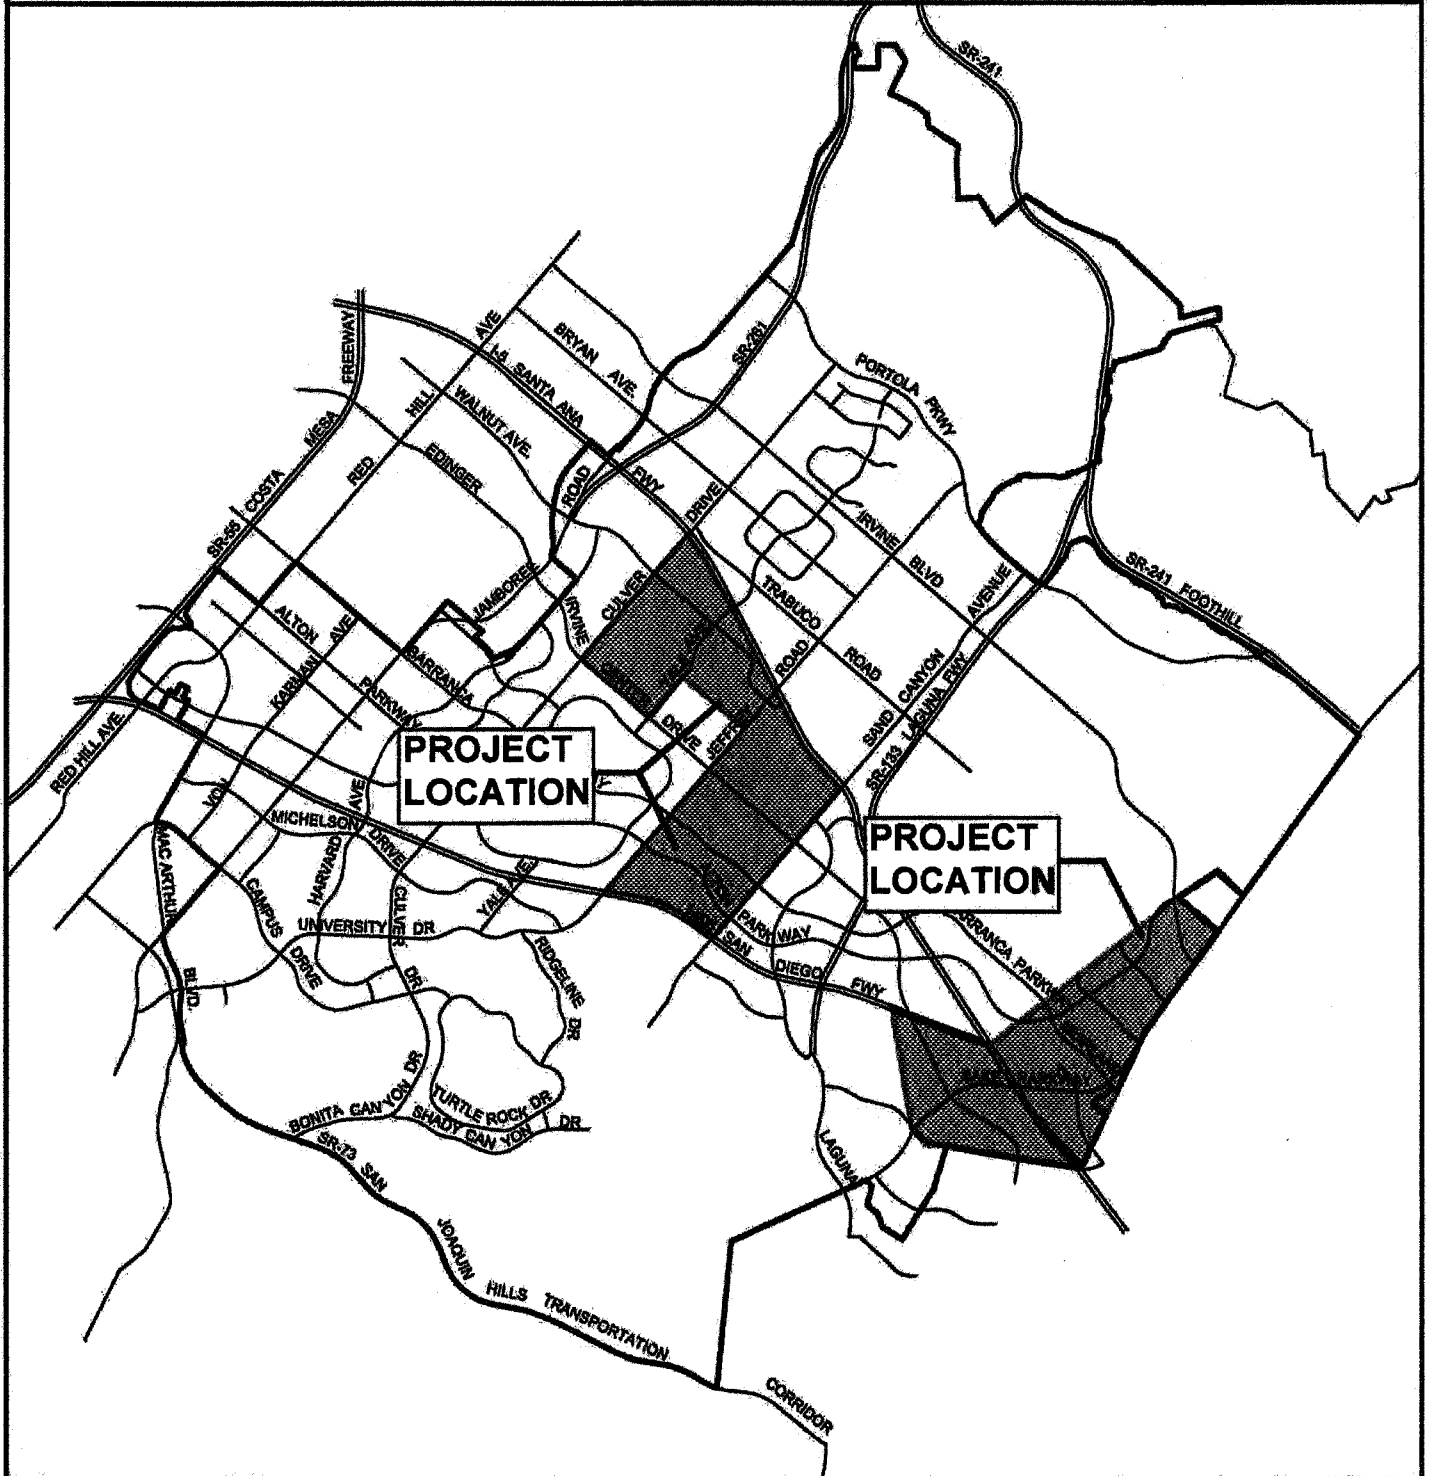 SR-241
FREEWAY
AVE
I-5 SANTA ANA
BRYAN AVE.
SR-261
PORTOLA PKWY
HILL
WALNUT AVE.
MESA
RED
EDINGER
COSTA
SR-55
ROAD
FWY
DRIVE
IRVINE
BLVD
SR-241 FOOTHILL
JAMBOREE
IRVINE
CULVER
TRABUCO
ROAD
AVENUE
ALTON
AVE
BARRANCA
KARMAN
PARKWAY
ROAD
SAND CANYON
SR-133 LAGUNA FWY
DRIVE
JEFFREY
RED HILL AVE.
VON
PROJECT
LOCATION
AVE
MICHELSON
DRIVE
HARVARD
YALE AVE
PROJECT
LOCATION
MAC ARTHUR
BLVD.
CAMPUS
DRIVE
CULVER
DR
UNIVERSITY DR
RIDGELINE DR
PARKWAY
SAN
DIEGO
FWY
BONITA CANYON DR
TURTLE ROCK DR
SHADY CANYON DR
LAGUNA
SR-73 SAN
JOAQUIN
HILLS TRANSPORTATION
CORRIDOR